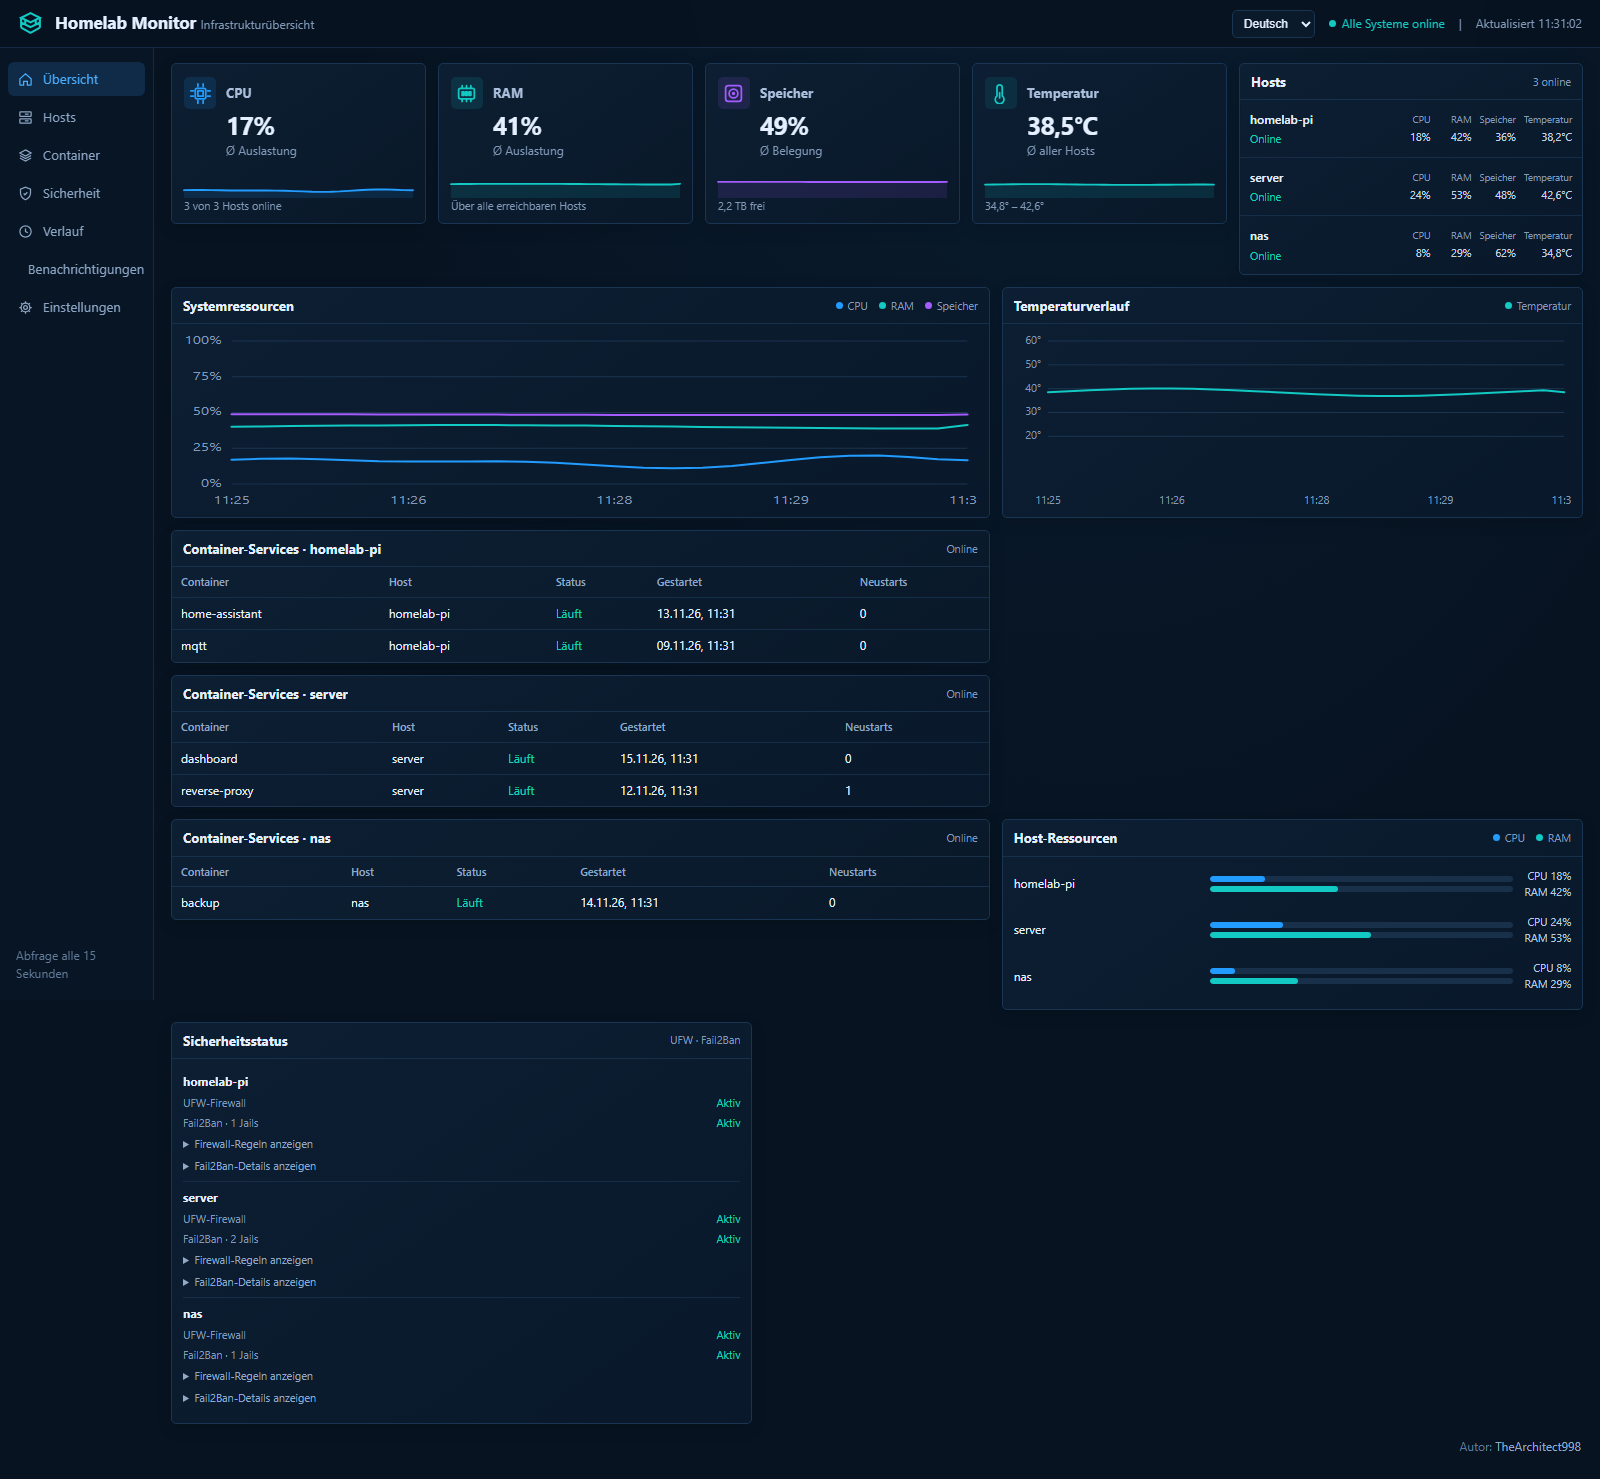 Homelab Monitor Infrastrukturübersicht
Deutsch
Alle Systeme online | Aktualisiert 11:31:02
Übersicht
Hosts
Container
Sicherheit
Verlauf
Benachrichtigungen
Einstellungen
Abfrage alle 15
Sekunden
CPU
17%
Ø Auslastung
3 von 3 Hosts online
RAM
41%
Ø Auslastung
Über alle erreichbaren Hosts
Speicher
49%
Ø Belegung
2,2 TB frei
Temperatur
38,5°C
Ø aller Hosts
34,8° – 42,6°
Hosts 3 online
homelab-pi CPU RAM Speicher Temperatur
Online 18% 42% 36% 38,2°C
server CPU RAM Speicher Temperatur
Online 24% 53% 48% 42,6°C
nas CPU RAM Speicher Temperatur
Online 8% 29% 62% 34,8°C
Systemressourcen CPU RAM Speicher
100%
75%
50%
25%
0%
11:25 11:26 11:28 11:29 11:3
Temperaturverlauf Temperatur
60°
50°
40°
30°
20°
11:25 11:26 11:28 11:29 11:3
Container-Services · homelab-pi Online
Container Host Status Gestartet Neustarts
home-assistant homelab-pi Läuft 13.11.26, 11:31 0
mqtt homelab-pi Läuft 09.11.26, 11:31 0
Container-Services · server Online
Container Host Status Gestartet Neustarts
dashboard server Läuft 15.11.26, 11:31 0
reverse-proxy server Läuft 12.11.26, 11:31 1
Container-Services · nas Online
Container Host Status Gestartet Neustarts
backup nas Läuft 14.11.26, 11:31 0
Host-Ressourcen CPU RAM
homelab-pi CPU 18%
RAM 42%
server CPU 24%
RAM 53%
nas CPU 8%
RAM 29%
Sicherheitsstatus UFW · Fail2Ban
homelab-pi
UFW-Firewall Aktiv
Fail2Ban · 1 Jails Aktiv
Firewall-Regeln anzeigen
Fail2Ban-Details anzeigen
server
UFW-Firewall Aktiv
Fail2Ban · 2 Jails Aktiv
Firewall-Regeln anzeigen
Fail2Ban-Details anzeigen
nas
UFW-Firewall Aktiv
Fail2Ban · 1 Jails Aktiv
Firewall-Regeln anzeigen
Fail2Ban-Details anzeigen
Autor: TheArchitect998